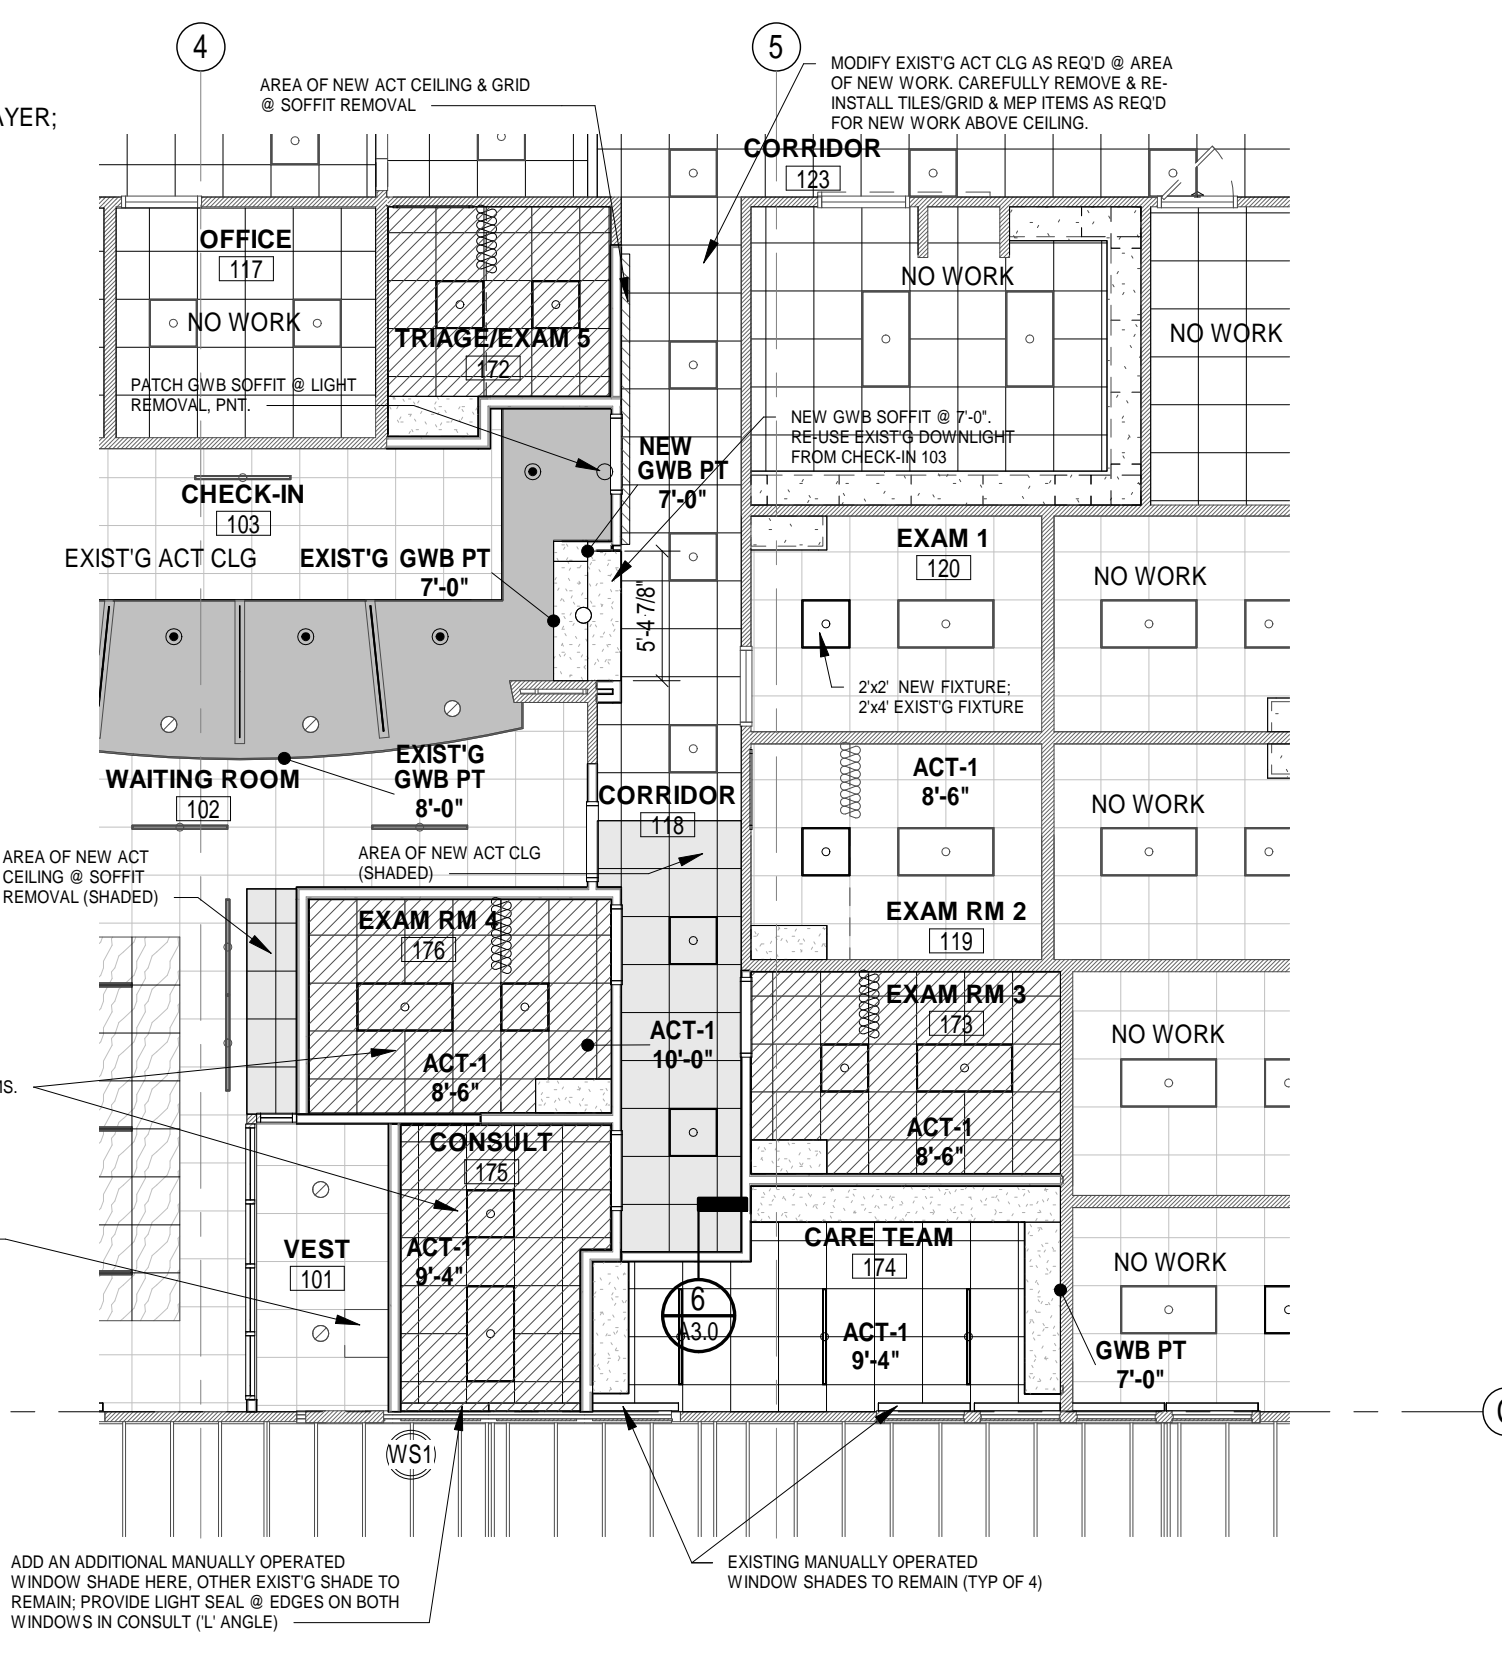 4
5
AYER;
AREA OF NEW ACT CEILING & GRID
@ SOFFIT REMOVAL
MODIFY EXIST'G ACT CLG AS REQ'D @ AREA
OF NEW WORK. CAREFULLY REMOVE & RE-
INSTALL TILES/GRID & MEP ITEMS AS REQ'D
FOR NEW WORK ABOVE CEILING.
CORRIDOR
123
OFFICE
117
NO WORK
TRIAGE/EXAM 5
172
NO WORK
NO WORK
PATCH GWB SOFFIT @ LIGHT
REMOVAL, PNT.
NEW GWB SOFFIT @ 7'-0".
RE-USE EXIST'G DOWNLIGHT
FROM CHECK-IN 103
NEW
GWB PT
7'-0"
CHECK-IN
103
EXIST'G ACT CLG
EXIST'G GWB PT
7'-0"
5'-4 7/8"
EXAM 1
120
NO WORK
2'x2' NEW FIXTURE;
2'x4' EXIST'G FIXTURE
EXIST'G
GWB PT
8'-0"
WAITING ROOM
102
CORRIDOR
118
ACT-1
8'-6"
NO WORK
AREA OF NEW ACT
CEILING @ SOFFIT
REMOVAL (SHADED)
AREA OF NEW ACT CLG
(SHADED)
EXAM RM 4
176
EXAM RM 2
119
EXAM RM 3
173
ACT-1
10'-0"
ACT-1
8'-6"
NO WORK
MS.
CONSULT
175
ACT-1
8'-6"
VEST
101
ACT-1
9'-4"
CARE TEAM
174
NO WORK
6
A3.0
ACT-1
9'-4"
GWB PT
7'-0"
WS1
ADD AN ADDITIONAL MANUALLY OPERATED
WINDOW SHADE HERE, OTHER EXIST'G SHADE TO
REMAIN; PROVIDE LIGHT SEAL @ EDGES ON BOTH
WINDOWS IN CONSULT ('L' ANGLE)
EXISTING MANUALLY OPERATED
WINDOW SHADES TO REMAIN (TYP OF 4)